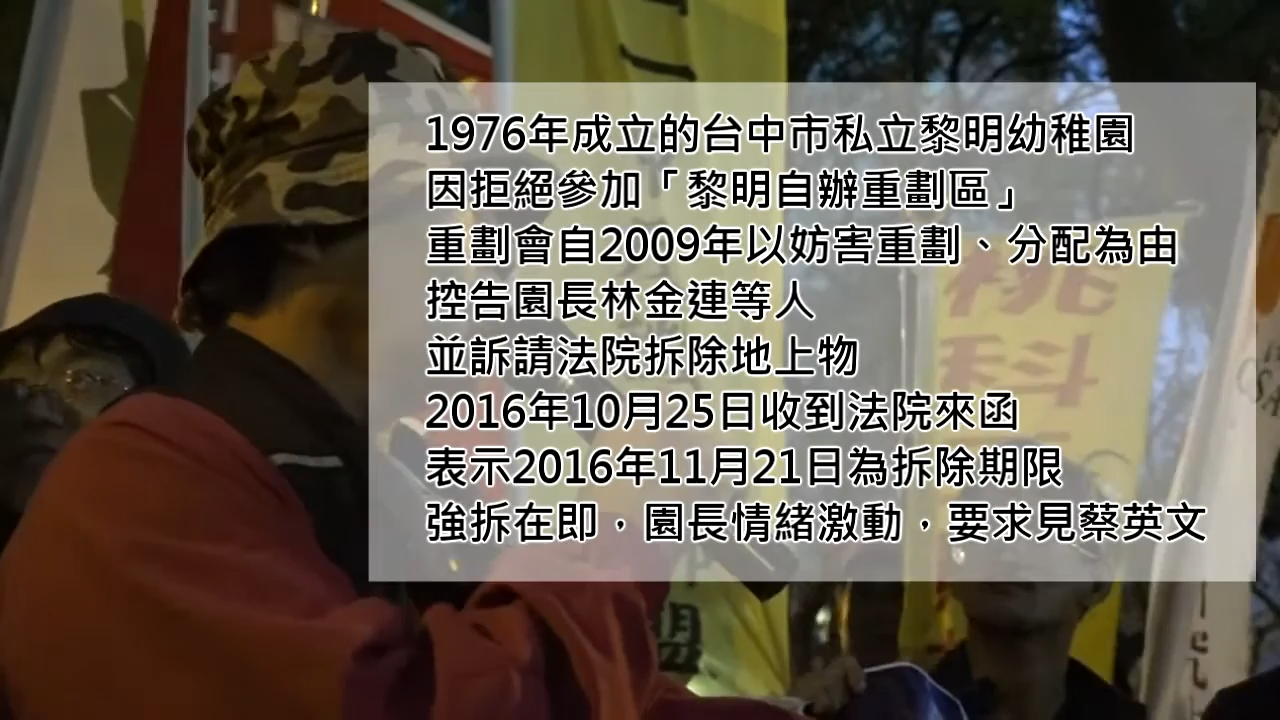 1976年成立的台中市私立黎明幼稚園
因拒絕參加「黎明自辦重劃區」
重劃會自2009年以妨害重劃、分配為由
控告園長林金連等人
並訴請法院拆除地上物
2016年10月25日收到法院來函
表示2016年11月21日為拆除期限
強拆在即，園長情緒激動，要求見蔡英文
桃
科
盟